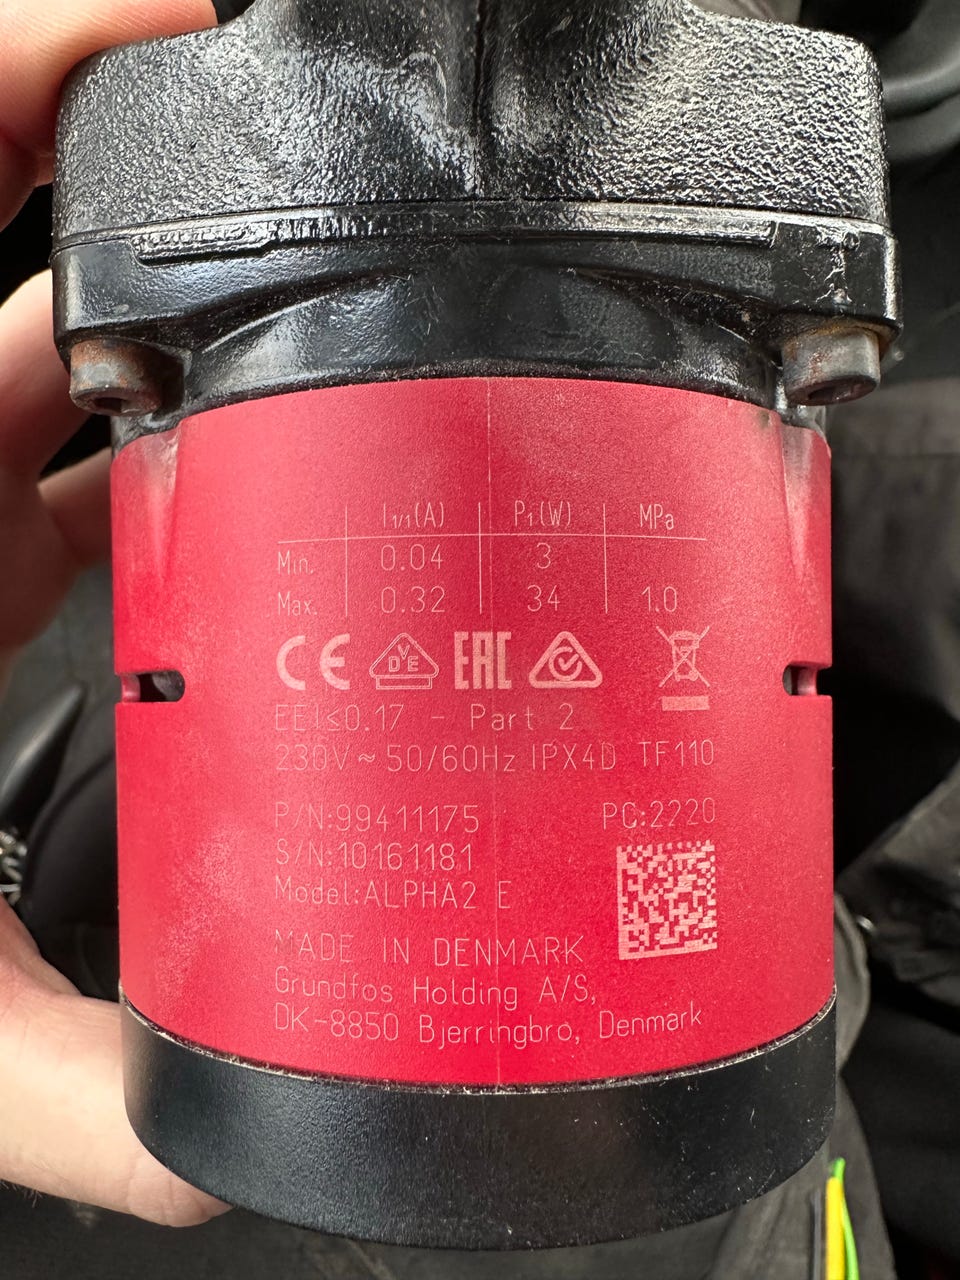 I1/1(A) P1(W) MPa
Min. 0.04 3
Max. 0.32 34 1.0
CE VDE EAC
EEI≤0.17 - Part 2
230V~50/60Hz IPX4D TF110
P/N:99411175 PC:2220
S/N:10161181
Model:ALPHA2 E
MADE IN DENMARK
Grundfos Holding A/S,
DK-8850 Bjerringbro, Denmark